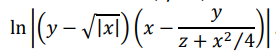 ln |(y − √|x|) (x − y / (z + x²/4))|